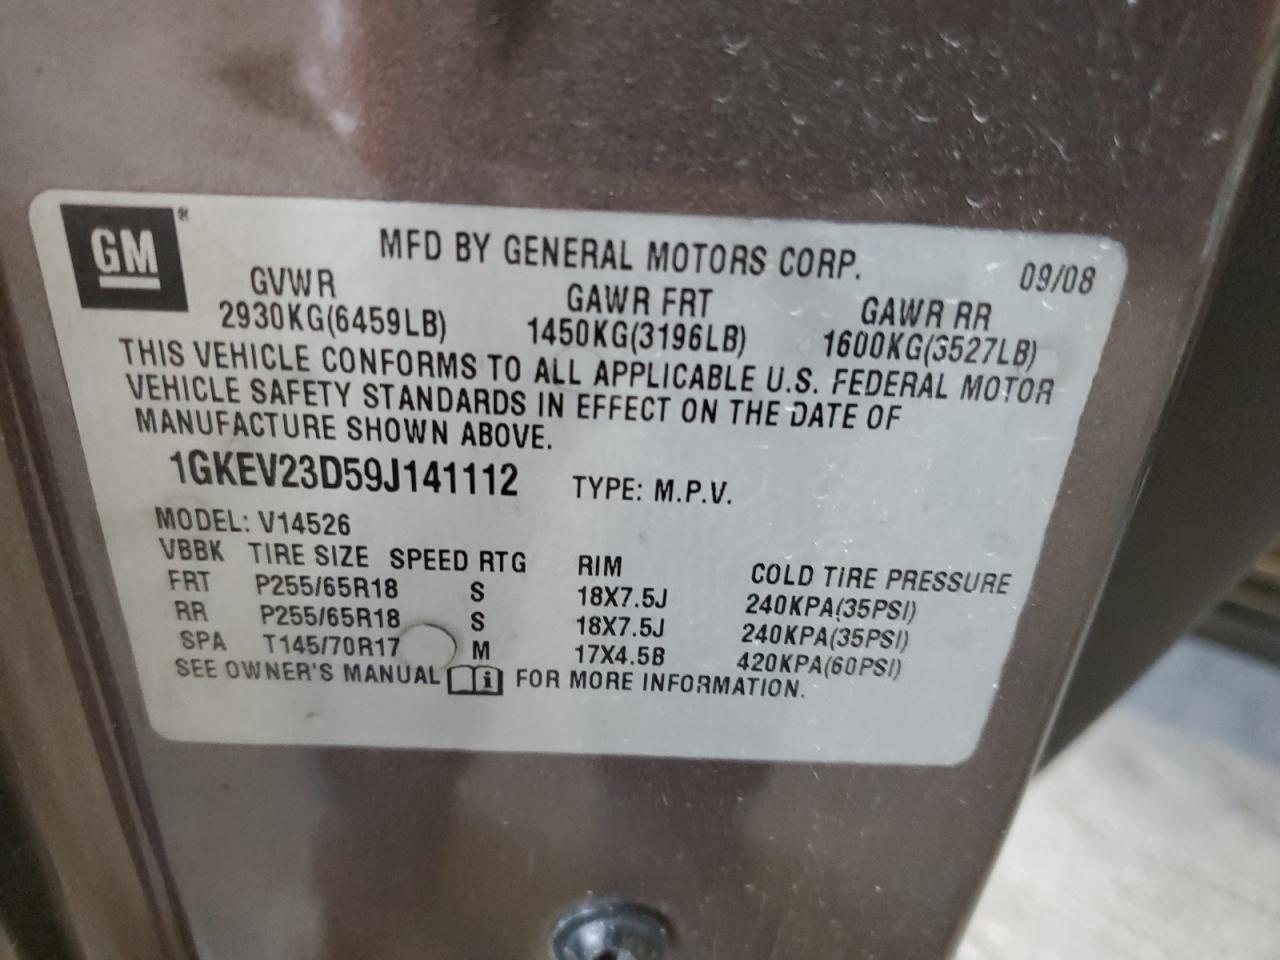 GM®
MFD BY GENERAL MOTORS CORP. 09/08
GVWR GAWR FRT GAWR RR
2930KG(6459LB) 1450KG(3196LB) 1600KG(3527LB)
THIS VEHICLE CONFORMS TO ALL APPLICABLE U.S. FEDERAL MOTOR
VEHICLE SAFETY STANDARDS IN EFFECT ON THE DATE OF
MANUFACTURE SHOWN ABOVE.
1GKEV23D59J141112 TYPE: M.P.V.
MODEL: V14526
VBBK TIRE SIZE SPEED RTG RIM COLD TIRE PRESSURE
FRT P255/65R18 S 18X7.5J 240KPA(35PSI)
RR P255/65R18 S 18X7.5J 240KPA(35PSI)
SPA T145/70R17 M 17X4.5B 420KPA(60PSI)
SEE OWNER'S MANUAL i FOR MORE INFORMATION.